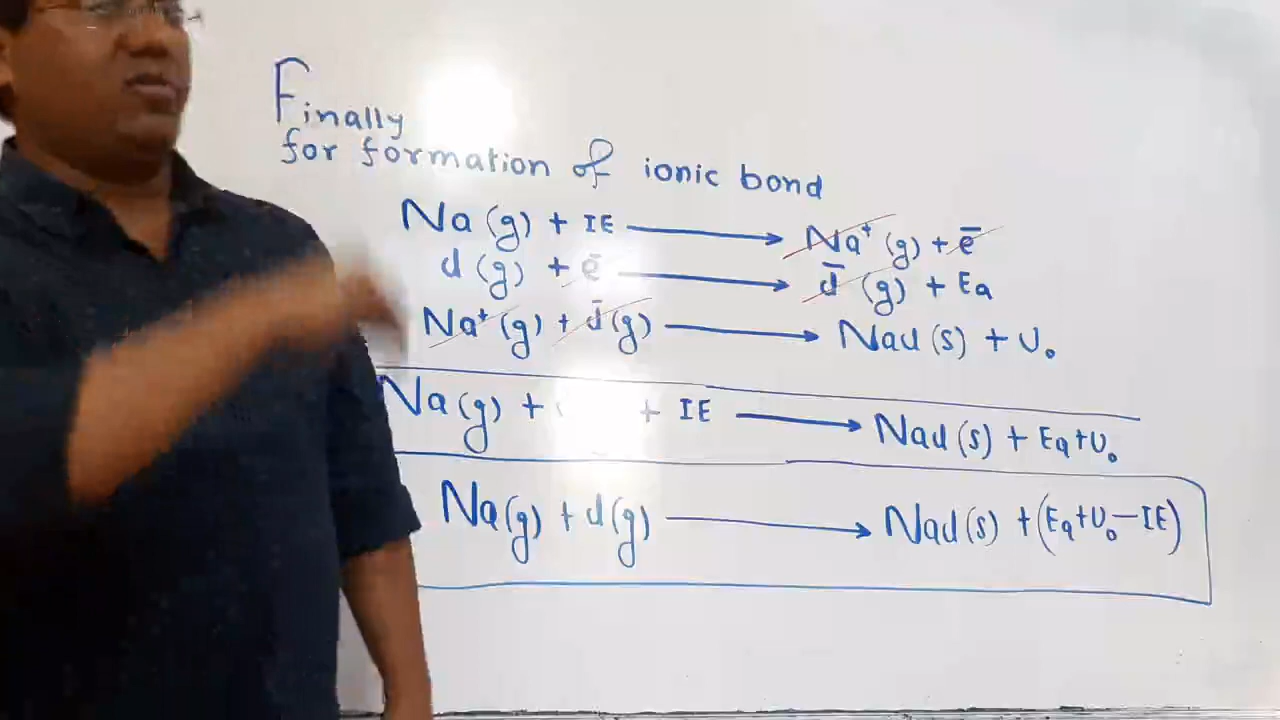 Finally
for formation of ionic bond
Na (g) + IE ⟶ Na⁺ (g) + e̅
Cl (g) + e̅ ⟶ Cl̅ (g) + Ea
Na⁺ (g) + Cl̅ (g) ⟶ NaCl (s) + U₀
Na (g) + + IE ⟶ NaCl (s) + Ea + U₀
Na (g) + Cl (g) ⟶ NaCl (s) + (Ea + U₀ − IE)